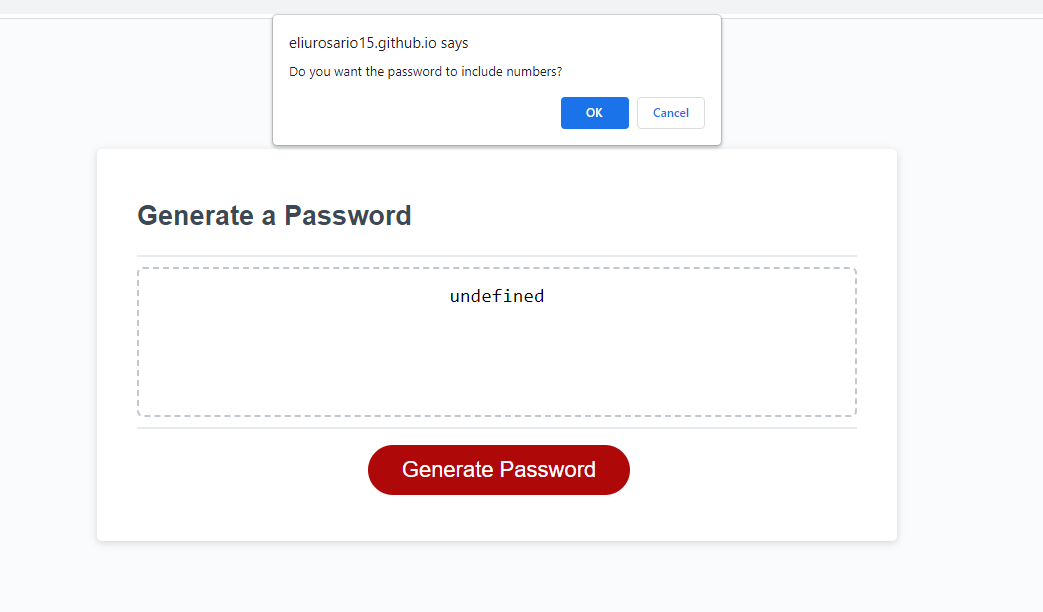 eliurosario15.github.io says
Do you want the password to include numbers?
OK
Cancel
Generate a Password
undefined
Generate Password